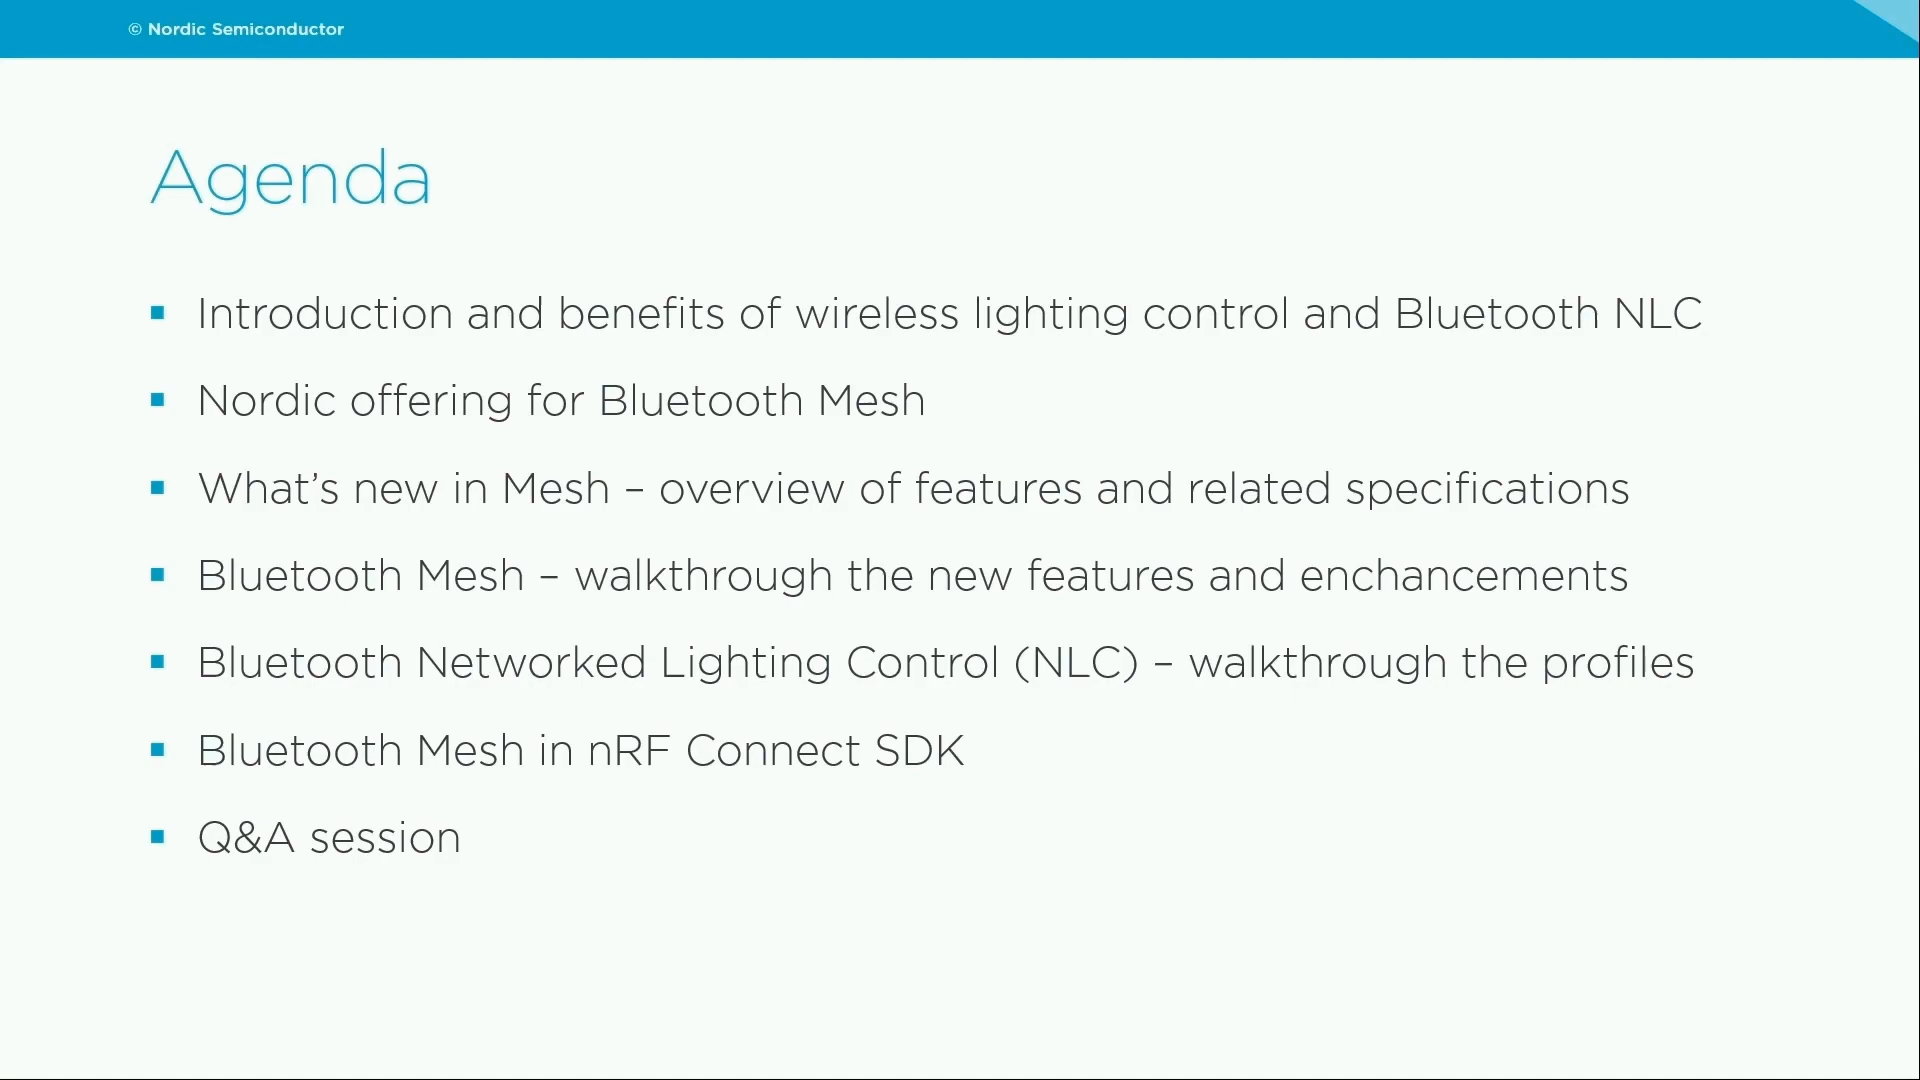 © Nordic Semiconductor
Agenda
▪ Introduction and benefits of wireless lighting control and Bluetooth NLC
▪ Nordic offering for Bluetooth Mesh
▪ What’s new in Mesh – overview of features and related specifications
▪ Bluetooth Mesh – walkthrough the new features and enchancements
▪ Bluetooth Networked Lighting Control (NLC) – walkthrough the profiles
▪ Bluetooth Mesh in nRF Connect SDK
▪ Q&A session